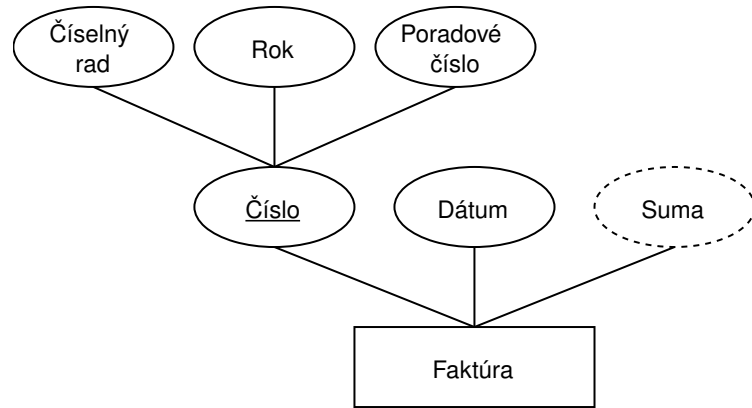 Číselný
rad
Rok
Poradové
číslo
Číslo
Dátum
Suma
Faktúra